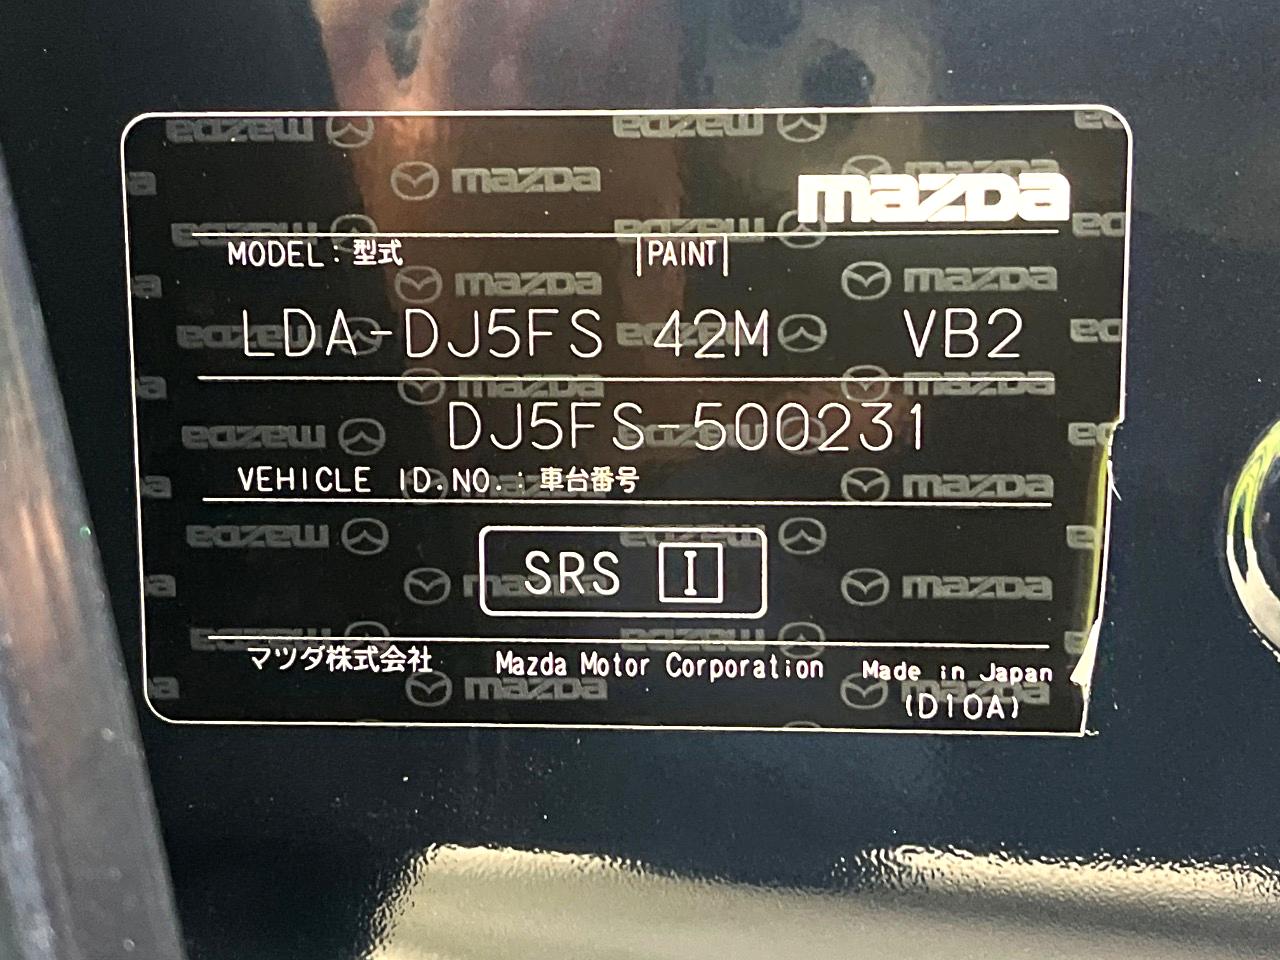 mazda
MODEL : 型式 |PAINT|
LDA-DJ5FS 42M VB2
DJ5FS-500231
VEHICLE ID.NO. : 車台番号
SRS I
マツダ株式会社 Mazda Motor Corporation Made in Japan
(D10A)